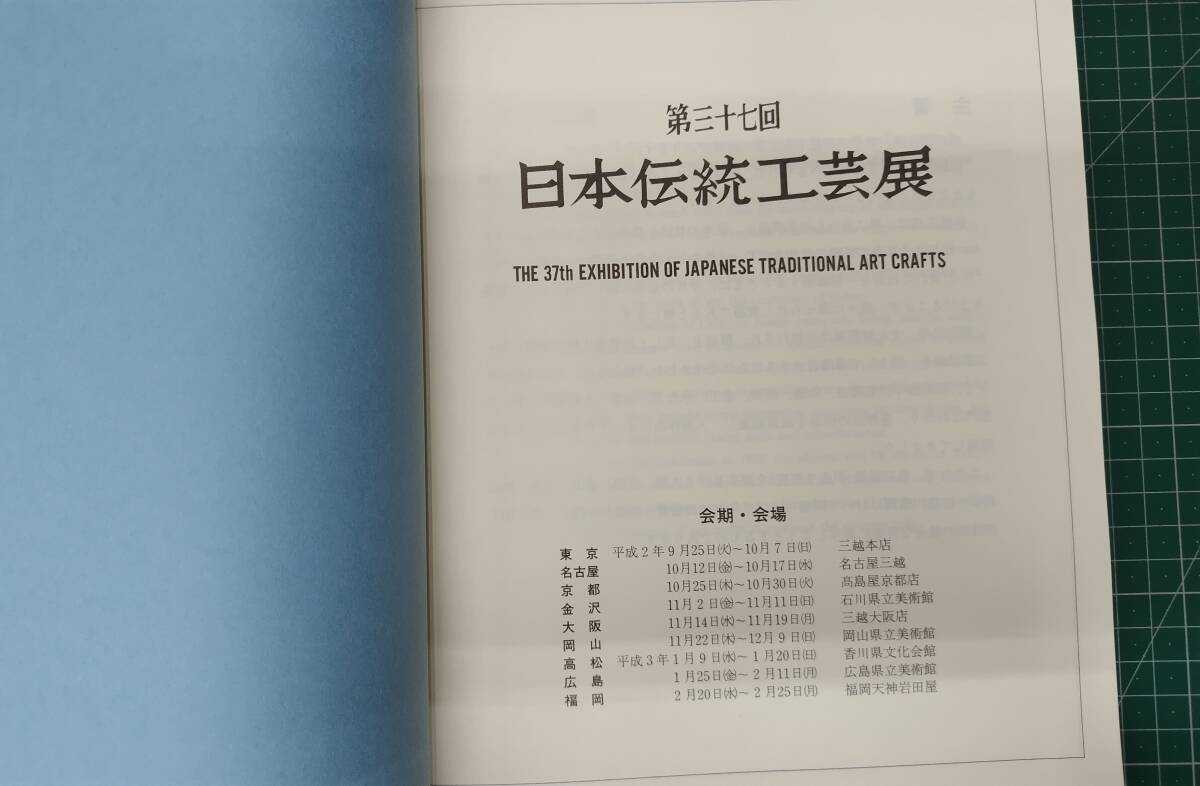 第三十七回
日本伝統工芸展
THE 37th EXHIBITION OF JAPANESE TRADITIONAL ART CRAFTS
会期・会場
東京 平成2年9月25日㈫〜10月7日㈰ 三越本店
名古屋 10月12日㈮〜10月17日㈬ 名古屋三越
京都 10月25日㈭〜10月30日㈫ 髙島屋京都店
金沢 11月2日㈮〜11月11日㈰ 石川県立美術館
大阪 11月14日㈬〜11月19日㈪ 三越大阪店
岡山 11月22日㈭〜12月9日㈰ 岡山県立美術館
高松 平成3年1月9日㈬〜1月20日㈰ 香川県文化会館
広島 1月25日㈮〜2月11日㈪ 広島県立美術館
福岡 2月20日㈬〜2月25日㈪ 福岡天神岩田屋